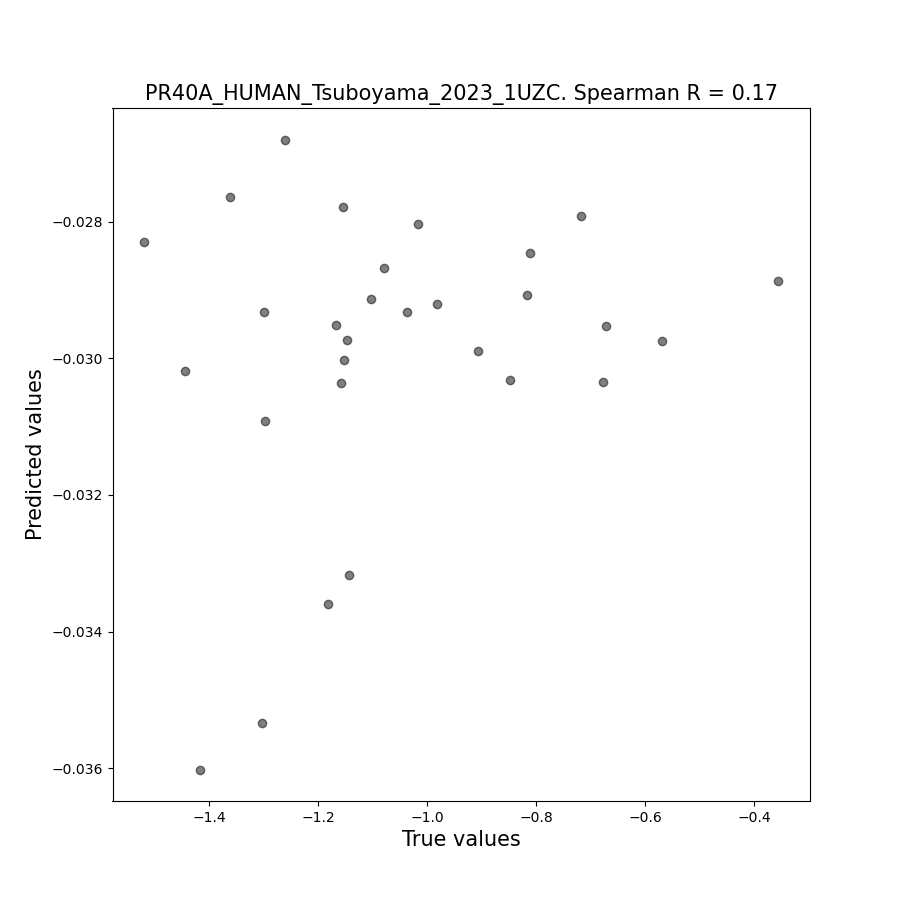 PR40A_HUMAN_Tsuboyama_2023_1UZC. Spearman R = 0.17
Predicted values
−0.028
−0.030
−0.032
−0.034
−0.036
−1.4 −1.2 −1.0 −0.8 −0.6 −0.4
True values